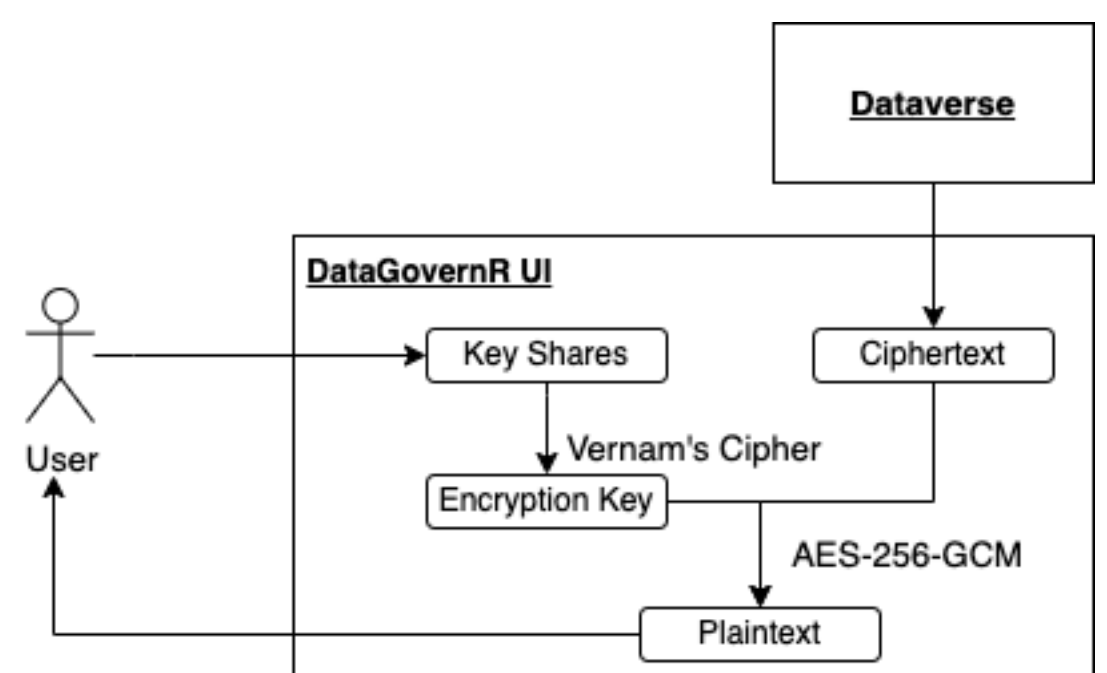 Dataverse
DataGovernR UI
Key Shares
Ciphertext
User
Vernam's Cipher
Encryption Key
AES-256-GCM
Plaintext